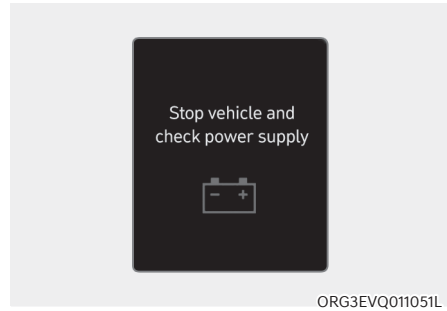 Stop vehicle and
check power supply
- +
ORG3EVQ011051L